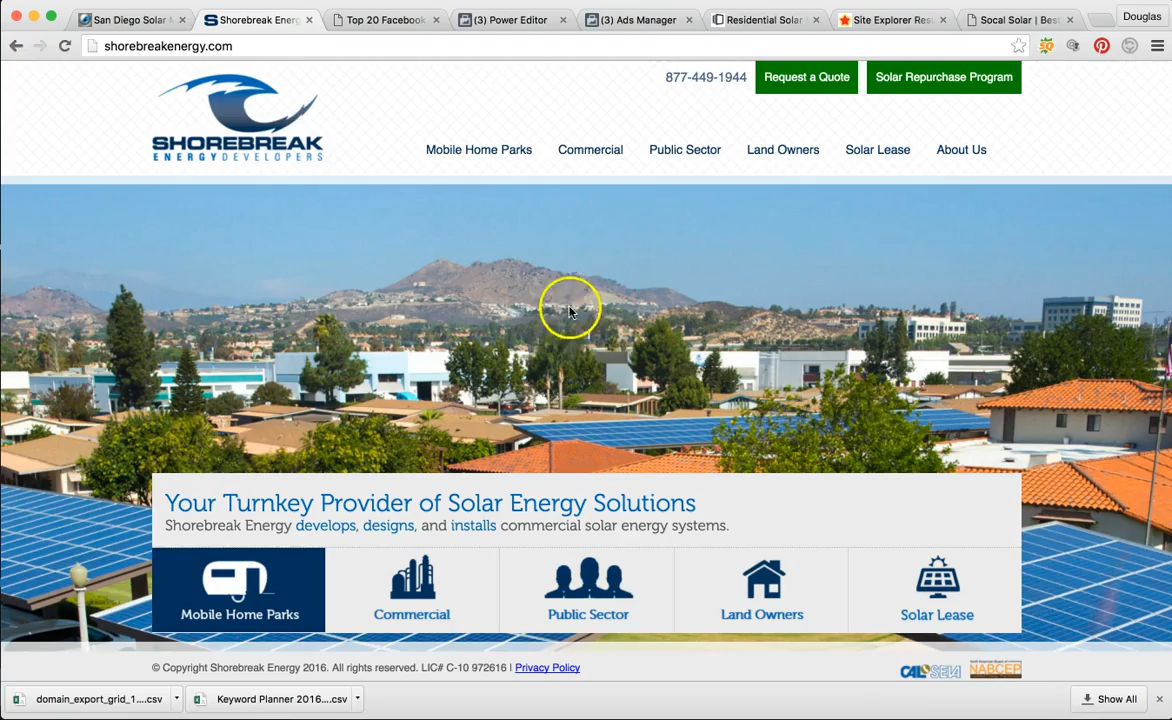 San Diego Solar
Shorebreak Energ
Top 20 Facebook
(3) Power Editor
(3) Ads Manager
Residential Solar
Site Explorer Res
Socal Solar | Best
Douglas
shorebreakenergy.com
877-449-1944
Request a Quote
Solar Repurchase Program
SHOREBREAK
ENERGYDEVELOPERS
Mobile Home Parks
Commercial
Public Sector
Land Owners
Solar Lease
About Us
Your Turnkey Provider of Solar Energy Solutions
Shorebreak Energy develops, designs, and installs commercial solar energy systems.
Mobile Home Parks
Commercial
Public Sector
Land Owners
Solar Lease
© Copyright Shorebreak Energy 2016. All rights reserved. LIC# C-10 972616 | Privacy Policy
CALSEIA
NABCEP
domain_export_grid_1....csv
Keyword Planner 2016....csv
Show All